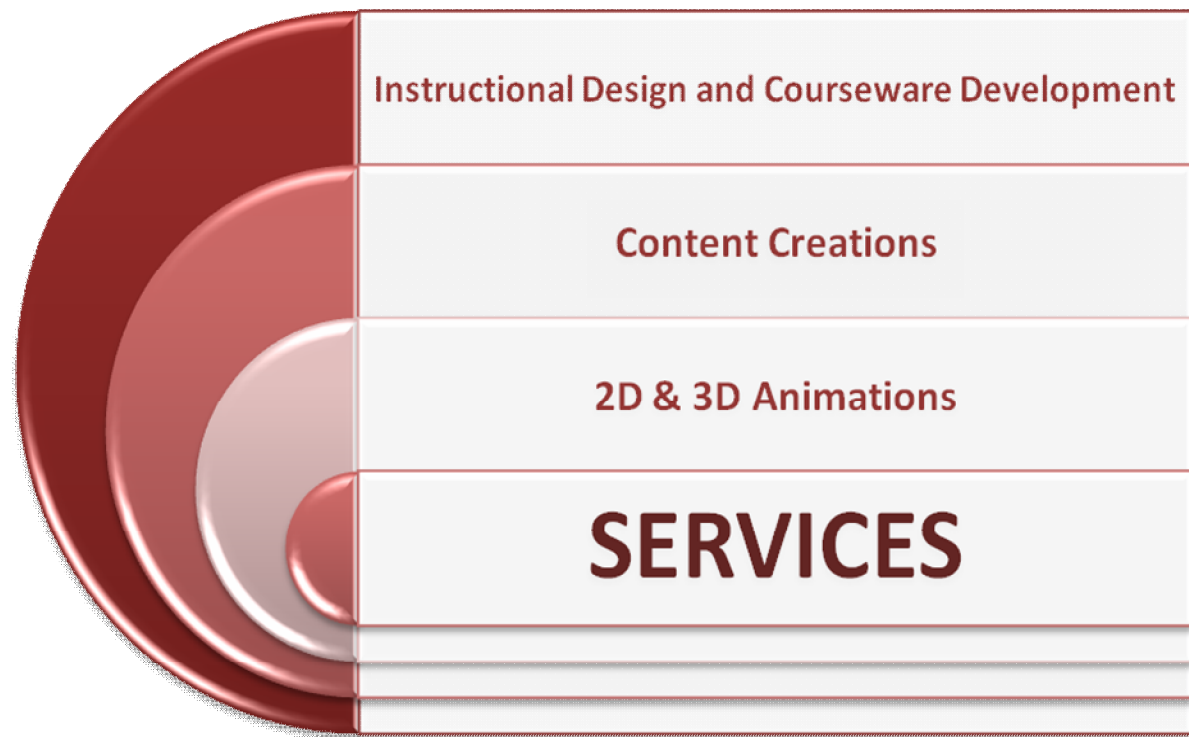 Instructional Design and Courseware Development
Content Creations
2D & 3D Animations
SERVICES